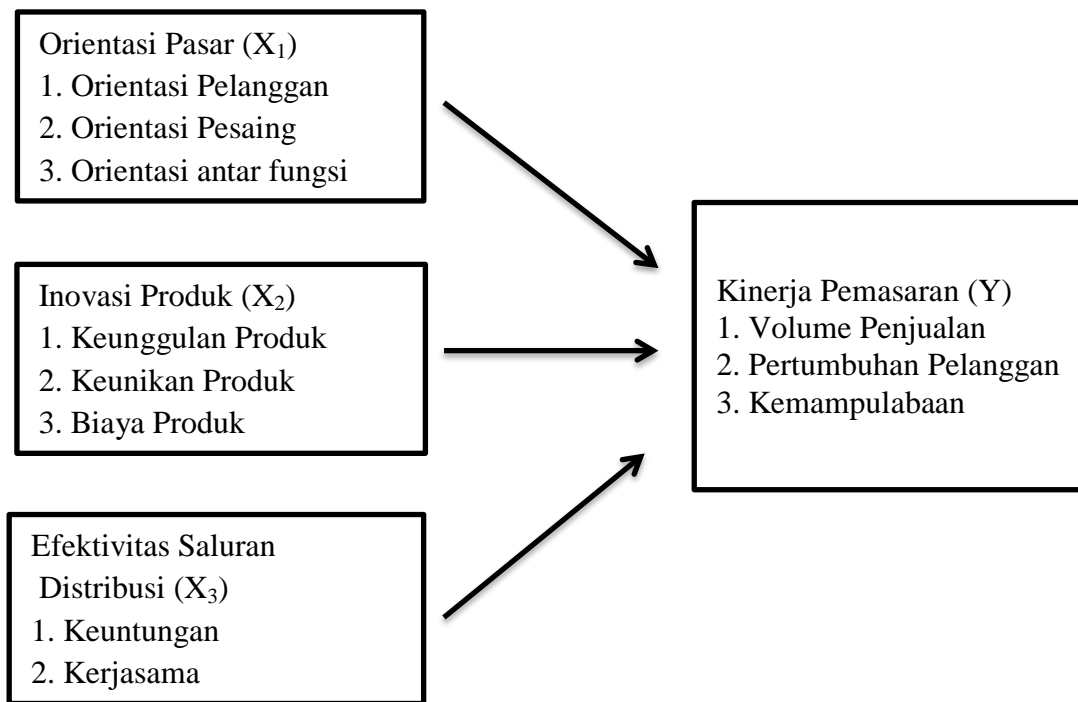 Orientasi Pasar (X₁)
1. Orientasi Pelanggan
2. Orientasi Pesaing
3. Orientasi antar fungsi
Inovasi Produk (X₂)
1. Keunggulan Produk
2. Keunikan Produk
3. Biaya Produk
Efektivitas Saluran
Distribusi (X₃)
1. Keuntungan
2. Kerjasama
Kinerja Pemasaran (Y)
1. Volume Penjualan
2. Pertumbuhan Pelanggan
3. Kemampulabaan